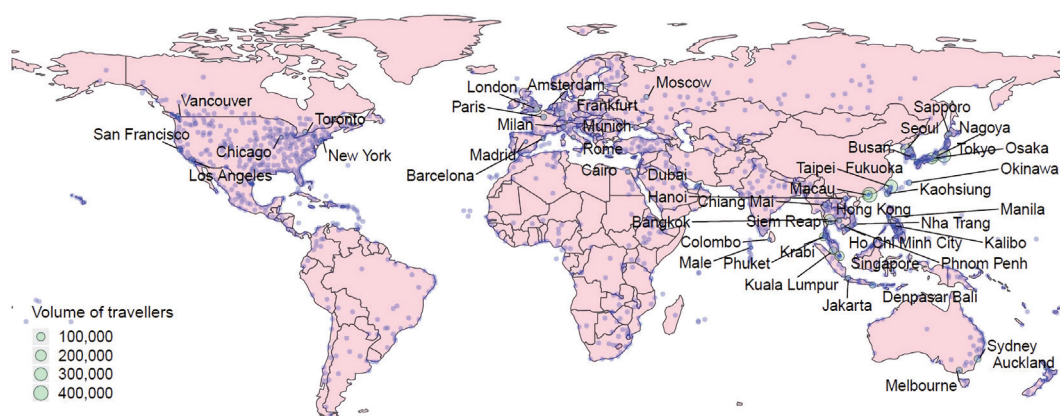 Moscow
Amsterdam
London
Paris
Frankfurt
Milan
Munich
Madrid
Rome
Barcelona
Cairo
Vancouver
San Francisco
Toronto
Chicago
New York
Los Angeles
Sapporo
Seoul
Nagoya
Busan
Tokyo
Osaka
Taipei
Fukuoka
Okinawa
Dubai
Macau
Kaohsiung
Hanoi
Chiang Mai
Hong Kong
Manila
Bangkok
Siem Reap
Nha Trang
Colombo
Ho Chi Minh City
Kalibo
Male
Phuket
Krabi
Singapore
Phnom Penh
Kuala Lumpur
Jakarta
Denpasar Bali
Sydney
Auckland
Melbourne
Volume of travellers
100,000
200,000
300,000
400,000